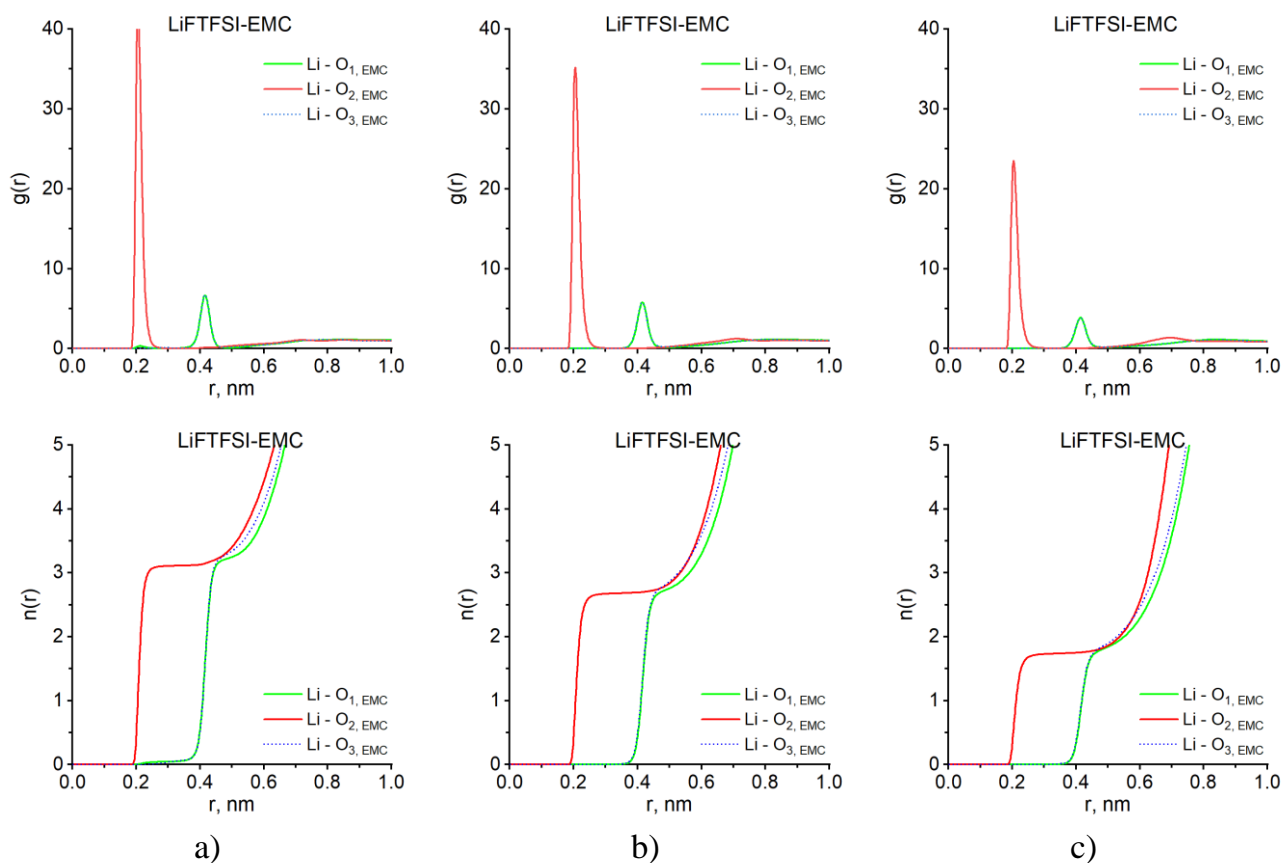 LiFTFSI-EMC
40
30
20
10
0
g(r)
Li - O1, EMC
Li - O2, EMC
Li - O3, EMC
0.0 0.2 0.4 0.6 0.8 1.0
r, nm
LiFTFSI-EMC
40
30
20
10
0
g(r)
Li - O1, EMC
Li - O2, EMC
Li - O3, EMC
0.0 0.2 0.4 0.6 0.8 1.0
r, nm
LiFTFSI-EMC
40
30
20
10
0
g(r)
Li - O1, EMC
Li - O2, EMC
Li - O3, EMC
0.0 0.2 0.4 0.6 0.8 1.0
r, nm
LiFTFSI-EMC
5
4
3
2
1
0
n(r)
Li - O1, EMC
Li - O2, EMC
Li - O3, EMC
0.0 0.2 0.4 0.6 0.8 1.0
r, nm
LiFTFSI-EMC
5
4
3
2
1
0
n(r)
Li - O1, EMC
Li - O2, EMC
Li - O3, EMC
0.0 0.2 0.4 0.6 0.8 1.0
r, nm
LiFTFSI-EMC
5
4
3
2
1
0
n(r)
Li - O1, EMC
Li - O2, EMC
Li - O3, EMC
0.0 0.2 0.4 0.6 0.8 1.0
r, nm
a) b) c)